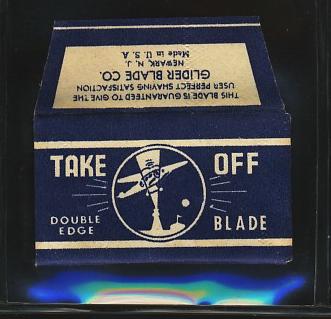 THIS BLADE IS GUARANTEED TO GIVE THE
USER PERFECT SHAVING SATISFACTION
GLIDER BLADE CO.
NEWARK, N. J.
Made in U. S. A
TAKE OFF
DOUBLE
EDGE
BLADE